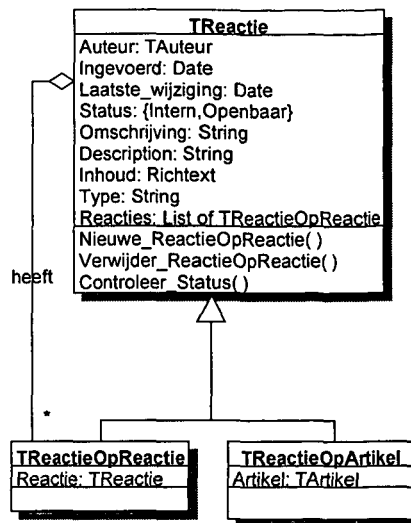 TReactie
Auteur: TAuteur
Ingevoerd: Date
Laatste_wijziging: Date
Status: {Intern,Openbaar}
Omschrijving: String
Description: String
Inhoud: Richtext
Type: String
Reacties: List of TReactieOpReactie
Nieuwe_ReactieOpReactie( )
Verwijder_ReactieOpReactie( )
Controleer_Status( )
heeft
*
TReactieOpReactie
Reactie: TReactie
TReactieOpArtikel
Artikel: TArtikel